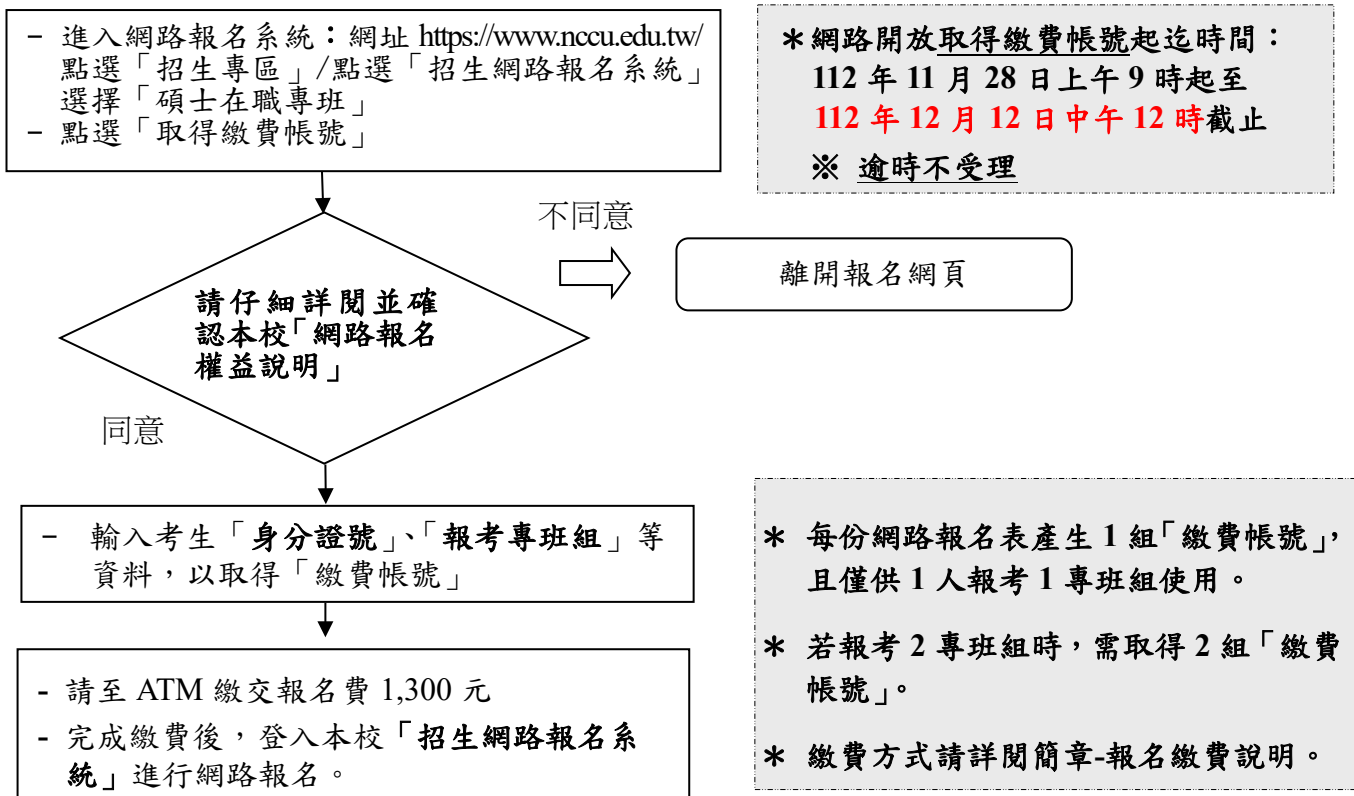 - 進入網路報名系統：網址 https://www.nccu.edu.tw/
點選「招生專區」/點選「招生網路報名系統」
選擇「碩士在職專班」
- 點選「取得繳費帳號」
＊網路開放取得繳費帳號起迄時間：
112 年 11 月 28 日上午 9 時起至
112 年 12 月 12 日中午 12 時截止
※ 逾時不受理
不同意
離開報名網頁
請仔細詳閱並確
認本校「網路報名
權益說明」
同意
- 輸入考生「身分證號」、「報考專班組」等
資料，以取得「繳費帳號」
- 請至 ATM 繳交報名費 1,300 元
- 完成繳費後，登入本校「招生網路報名系
統」進行網路報名。
＊ 每份網路報名表產生 1 組「繳費帳號」，
且僅供 1 人報考 1 專班組使用。
＊ 若報考 2 專班組時，需取得 2 組「繳費
帳號」。
＊ 繳費方式請詳閱簡章-報名繳費說明。